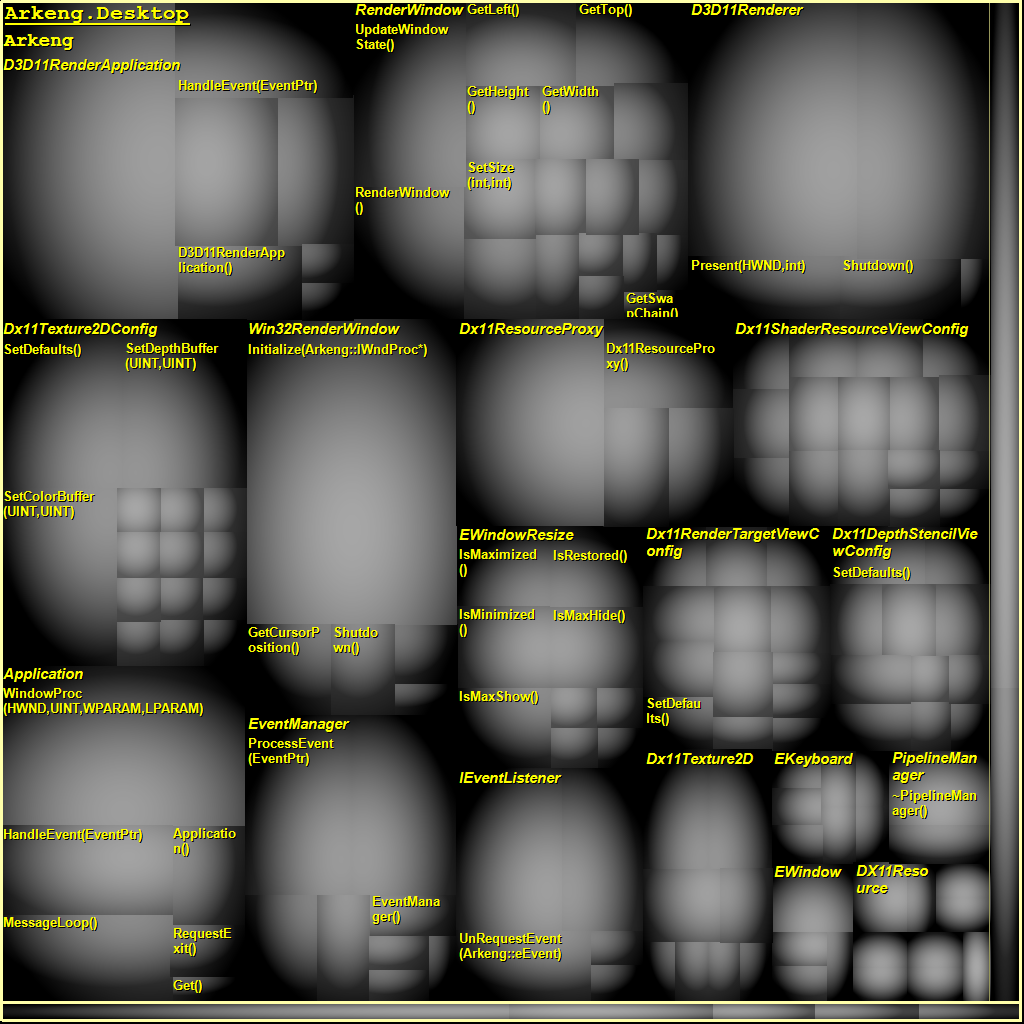 Arkeng.Desktop
Arkeng
D3D11RenderApplication
HandleEvent(EventPtr)
D3D11RenderApp
lication()
RenderWindow
UpdateWindow
State()
RenderWindow
()
GetLeft()
GetTop()
GetHeight
()
GetWidth
()
SetSize
(int,int)
GetSwa
pChain()
D3D11Renderer
Present(HWND,int)
Shutdown()
Dx11Texture2DConfig
SetDefaults()
SetDepthBuffer
(UINT,UINT)
SetColorBuffer
(UINT,UINT)
Win32RenderWindow
Initialize(Arkeng::IWndProc*)
GetCursorP
osition()
Shutdo
wn()
Dx11ResourceProxy
Dx11ResourcePro
xy()
Dx11ShaderResourceViewConfig
EWindowResize
IsMaximized
()
IsRestored()
IsMinimized
()
IsMaxHide()
IsMaxShow()
Dx11RenderTargetViewC
onfig
SetDefau
lts()
Dx11DepthStencilVie
wConfig
SetDefaults()
Application
WindowProc
(HWND,UINT,WPARAM,LPARAM)
HandleEvent(EventPtr)
Applicatio
n()
MessageLoop()
RequestE
xit()
Get()
EventManager
ProcessEvent
(EventPtr)
EventMana
ger()
IEventListener
UnRequestEvent
(Arkeng::eEvent)
Dx11Texture2D
EKeyboard
PipelineMan
ager
~PipelineMan
ager()
EWindow
DX11Reso
urce